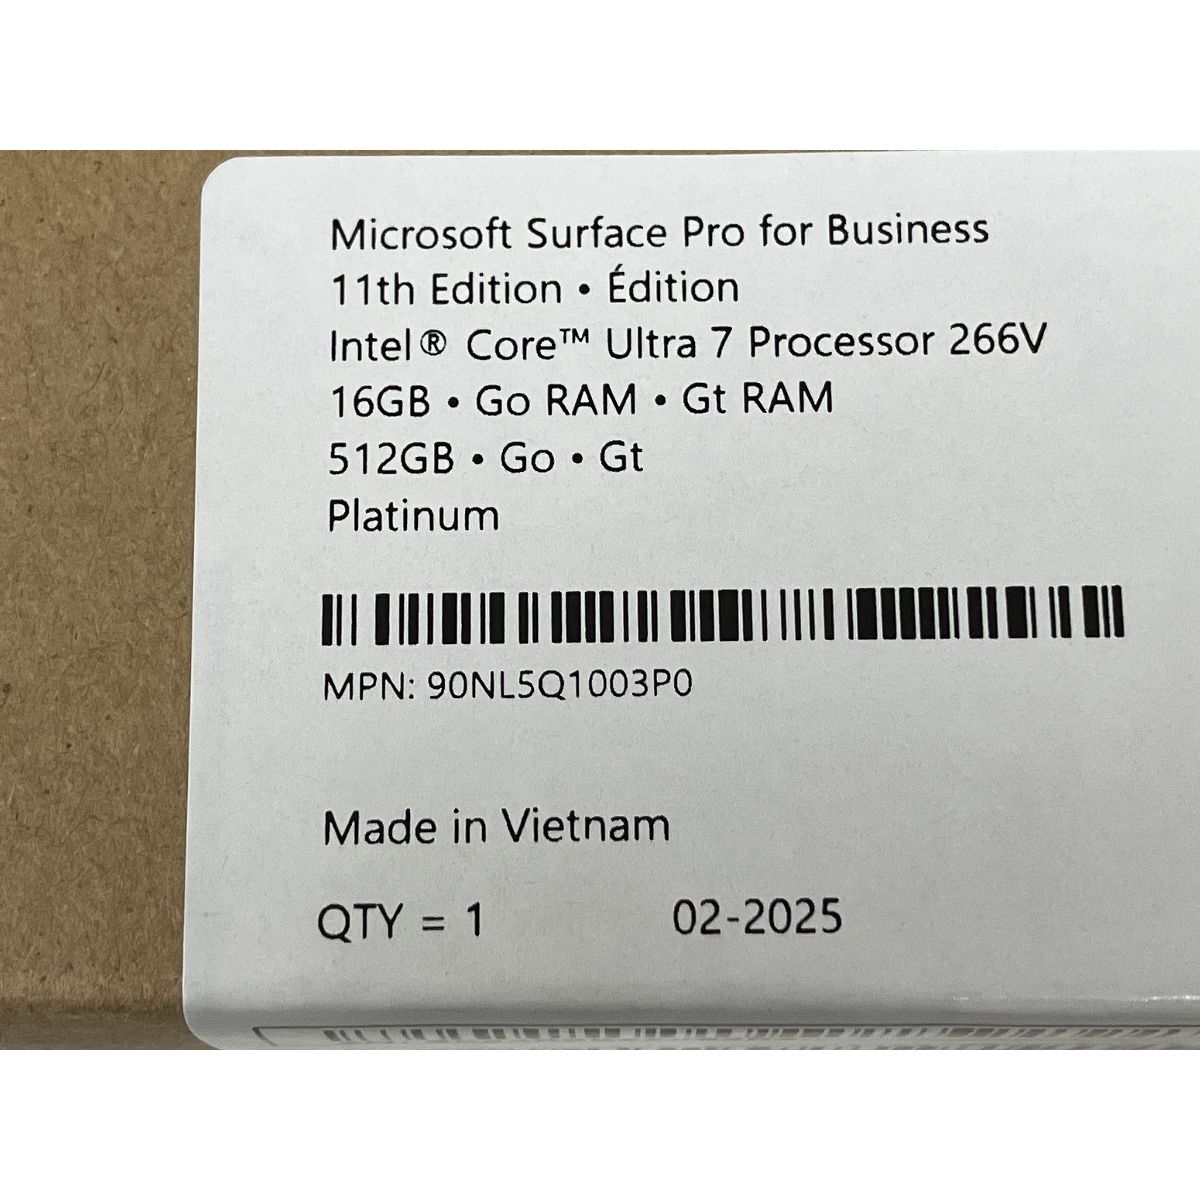 Microsoft Surface Pro for Business
11th Edition • Édition
Intel® Core™ Ultra 7 Processor 266V
16GB • Go RAM • Gt RAM
512GB • Go • Gt
Platinum
MPN: 90NL5Q1003P0
Made in Vietnam
QTY = 1 02-2025